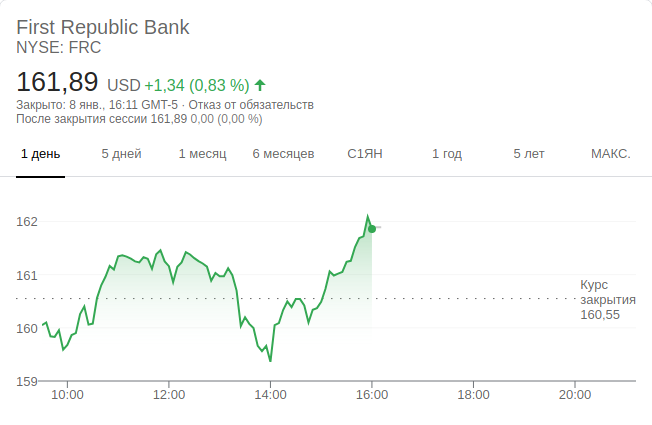 First Republic Bank
NYSE: FRC
161,89 USD +1,34 (0,83 %)
Закрыто: 8 янв., 16:11 GMT-5 · Отказ от обязательств
После закрытия сессии 161,89 0,00 (0,00 %)
1 день 5 дней 1 месяц 6 месяцев С1ЯН 1 год 5 лет МАКС.
162
161
Курс
закрытия
160,55
160
159
10:00 12:00 14:00 16:00 18:00 20:00